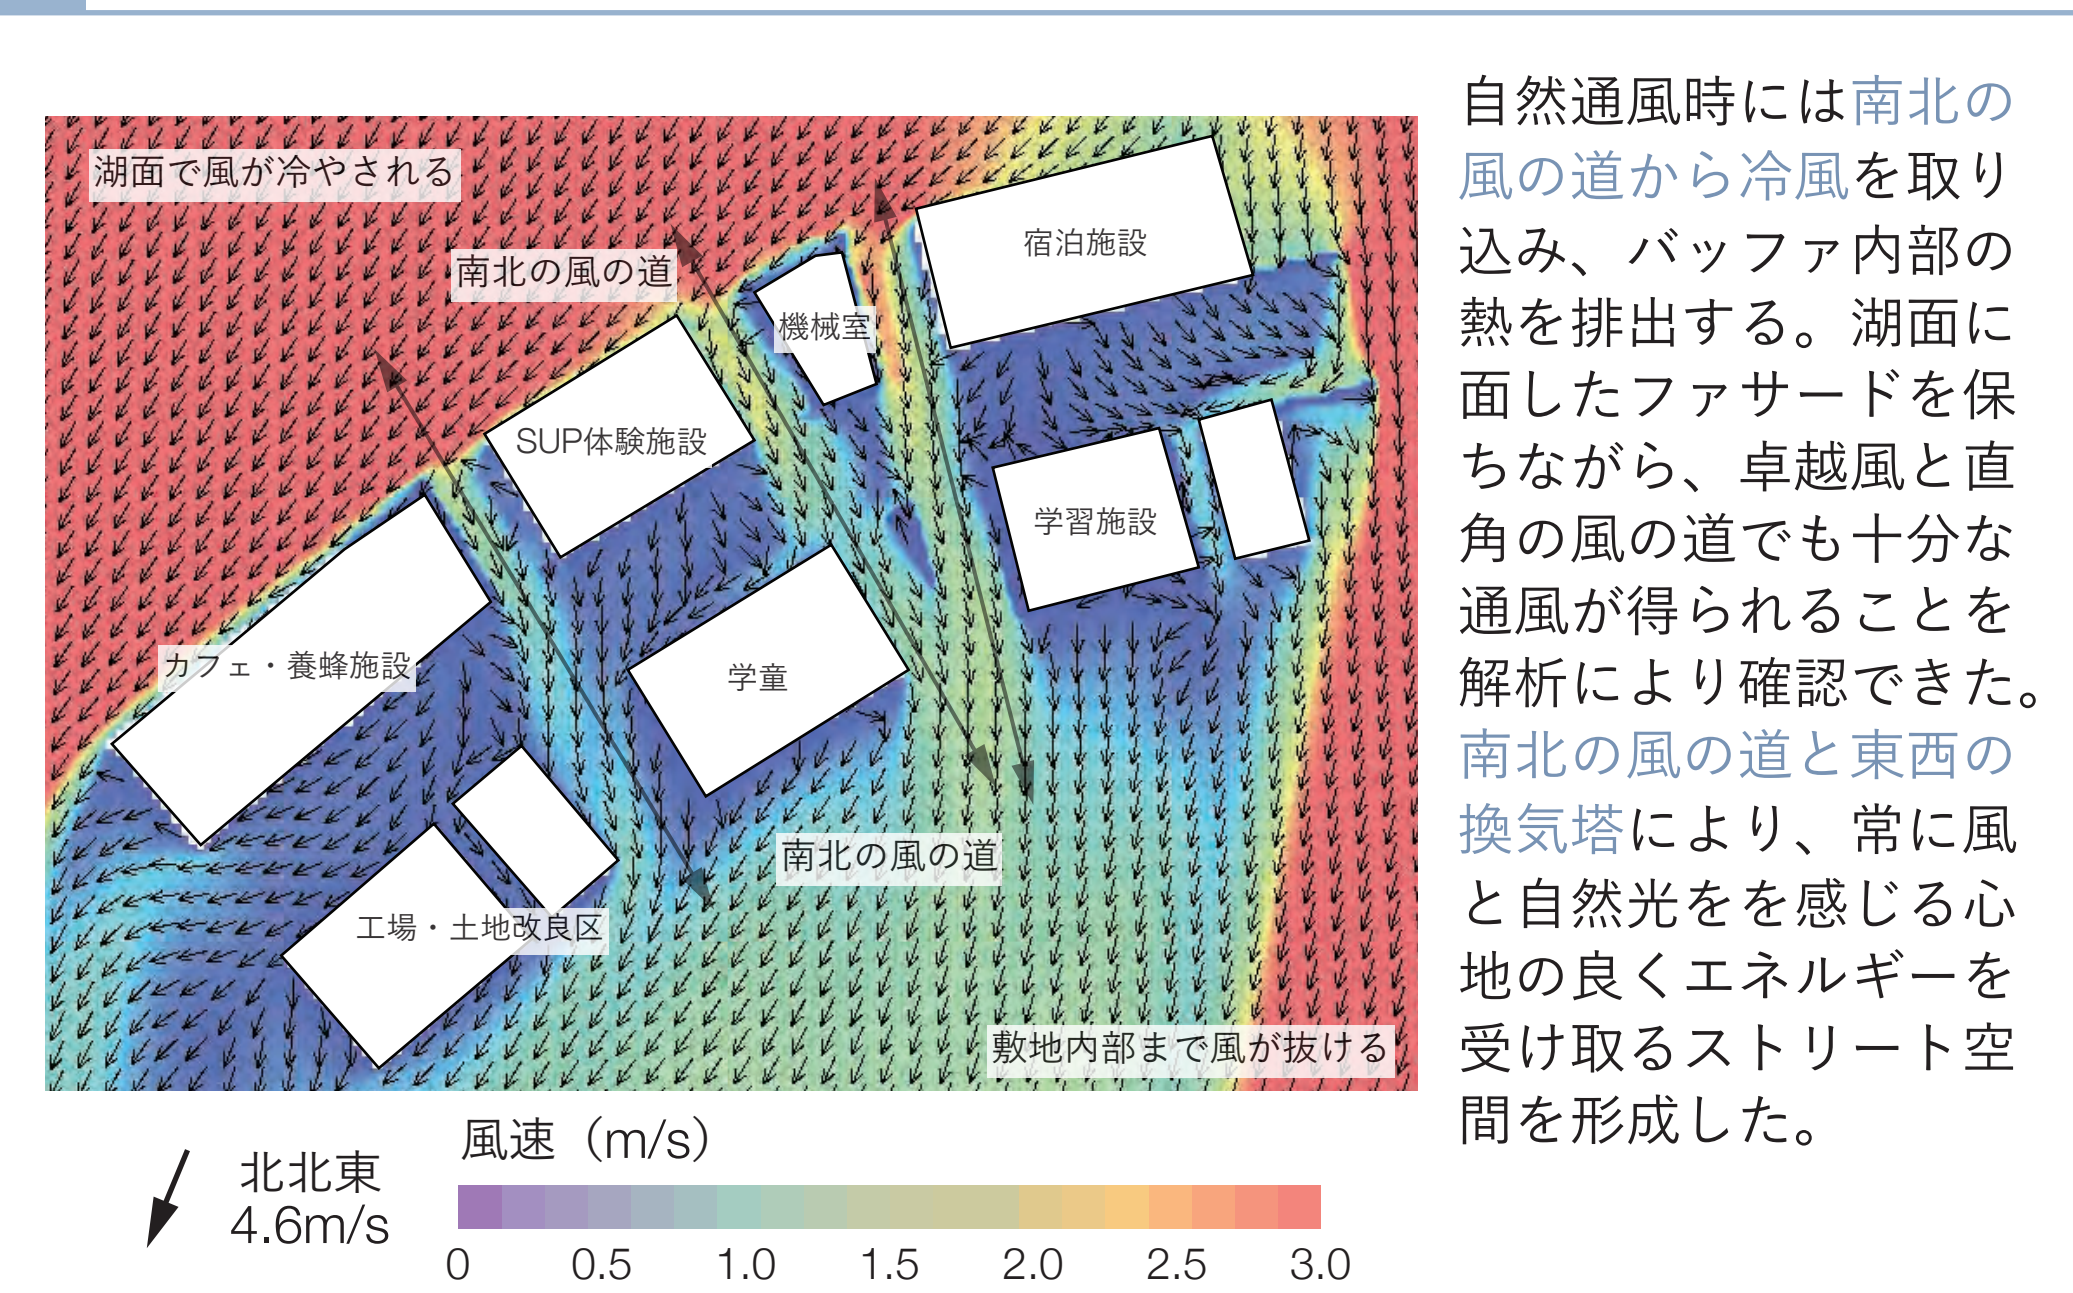 湖面で風が冷やされる
南北の風の道
宿泊施設
機械室
SUP体験施設
学習施設
カフェ・養蜂施設
学童
南北の風の道
工場・土地改良区
敷地内部まで風が抜ける
北北東
4.6m/s
風速（m/s）
0 0.5 1.0 1.5 2.0 2.5 3.0
自然通風時には南北の
風の道から冷風を取り
込み、バッファ内部の
熱を排出する。湖面に
面したファサードを保
ちながら、卓越風と直
角の風の道でも十分な
通風が得られることを
解析により確認できた。
南北の風の道と東西の
換気塔により、常に風
と自然光をを感じる心
地の良くエネルギーを
受け取るストリート空
間を形成した。